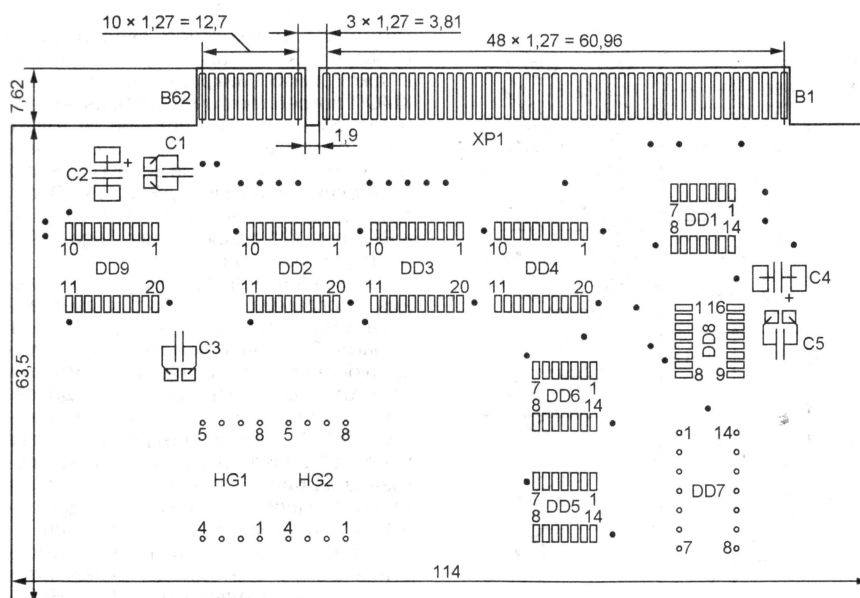 10 × 1,27 = 12,7
3 × 1,27 = 3,81
48 × 1,27 = 60,96
7,62
B62
B1
1,9
XP1
C1
C2
+
7
1
DD1
8
14
10
1
10
1
10
1
10
1
DD9
DD2
DD3
DD4
11
20
11
20
11
20
11
20
C4
+
1
16
DD8
8
9
C5
C3
63,5
7
1
DD6
8
14
5
8
5
8
1
14
HG1
HG2
7
1
DD5
8
14
DD7
4
1
4
1
7
8
114